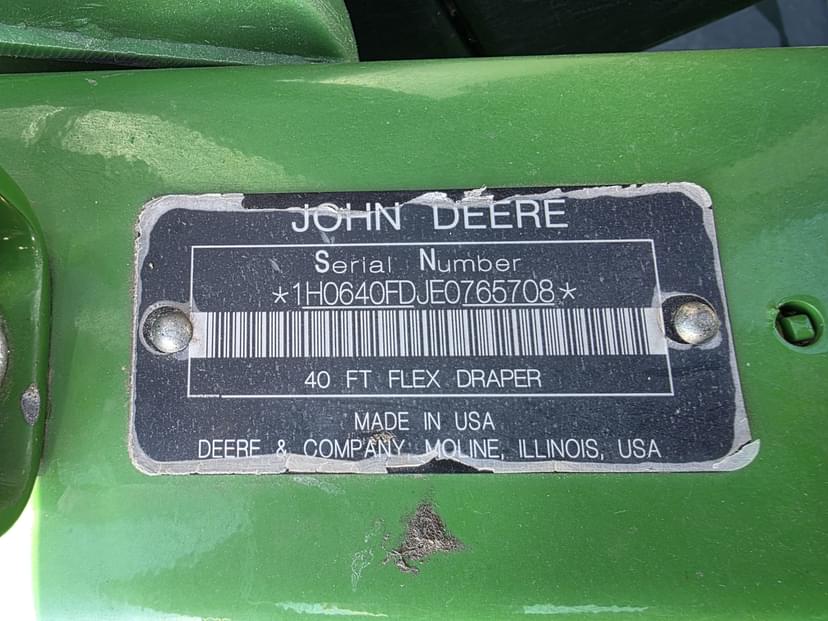 JOHN DEERE
Serial Number
*1H0640FDJE0765708*
40 FT FLEX DRAPER
MADE IN USA
DEERE & COMPANY MOLINE, ILLINOIS, USA